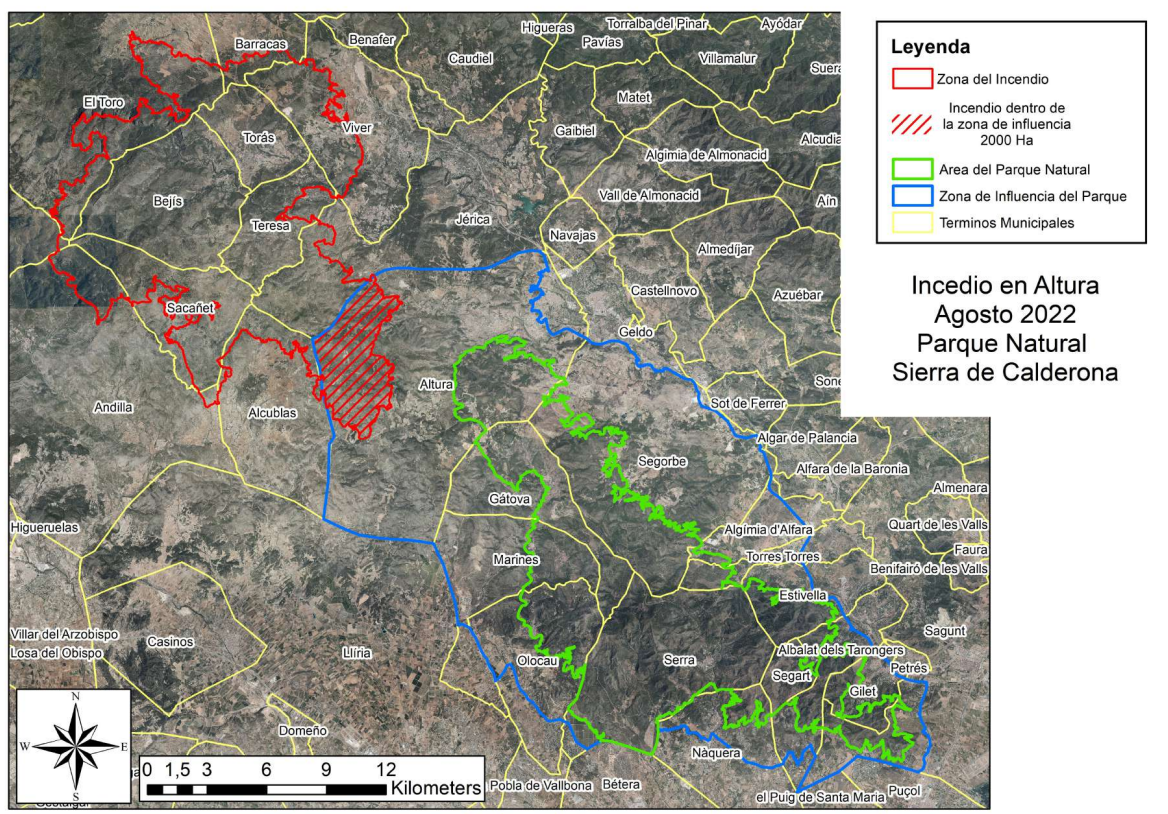 Higueras
Torralba del Pinar
Ayódar
Barracas
Benafer
Pavías
Caudiel
Villamalur
Suera
El Toro
Matet
Viver
Gaibiel
Torás
Alcudia
Algimia de Almonacid
Bejís
Vall de Almonacid
Aín
Teresa
Jérica
Navajas
Almedíjar
Castellnovo
Azuébar
Sacañet
Geldo
Altura
Sone
Andilla
Alcublas
Sot de Ferrer
Algar de Palancia
Segorbe
Alfara de la Baronia
Almenara
Gátova
Higueruelas
Algímia d'Alfara
Quart de les Valls
Marines
Torres Torres
Faura
Benifairó de les Valls
Estivella
Villar del Arzobispo
Casinos
Sagunt
Losa del Obispo
Llíria
Olocau
Serra
Albalat dels Tarongers
Petrés
Segart
Gilet
Domeño
Nàquera
Pobla de Vallbona
Bétera
Puçol
el Puig de Santa Maria
N
W
E
S
0 1,5 3 6 9 12
Kilometers
Leyenda
Zona del Incendio
Incendio dentro de
la zona de influencia
2000 Ha
Area del Parque Natural
Zona de Influencia del Parque
Terminos Municipales
Incedio en Altura
Agosto 2022
Parque Natural
Sierra de Calderona